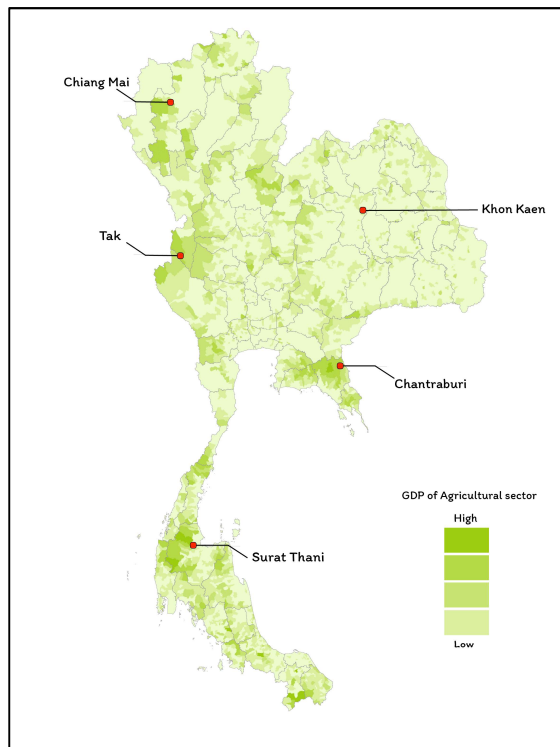 Chiang Mai
Khon Kaen
Tak
Chantraburi
GDP of Agricultural sector
High
Surat Thani
Low